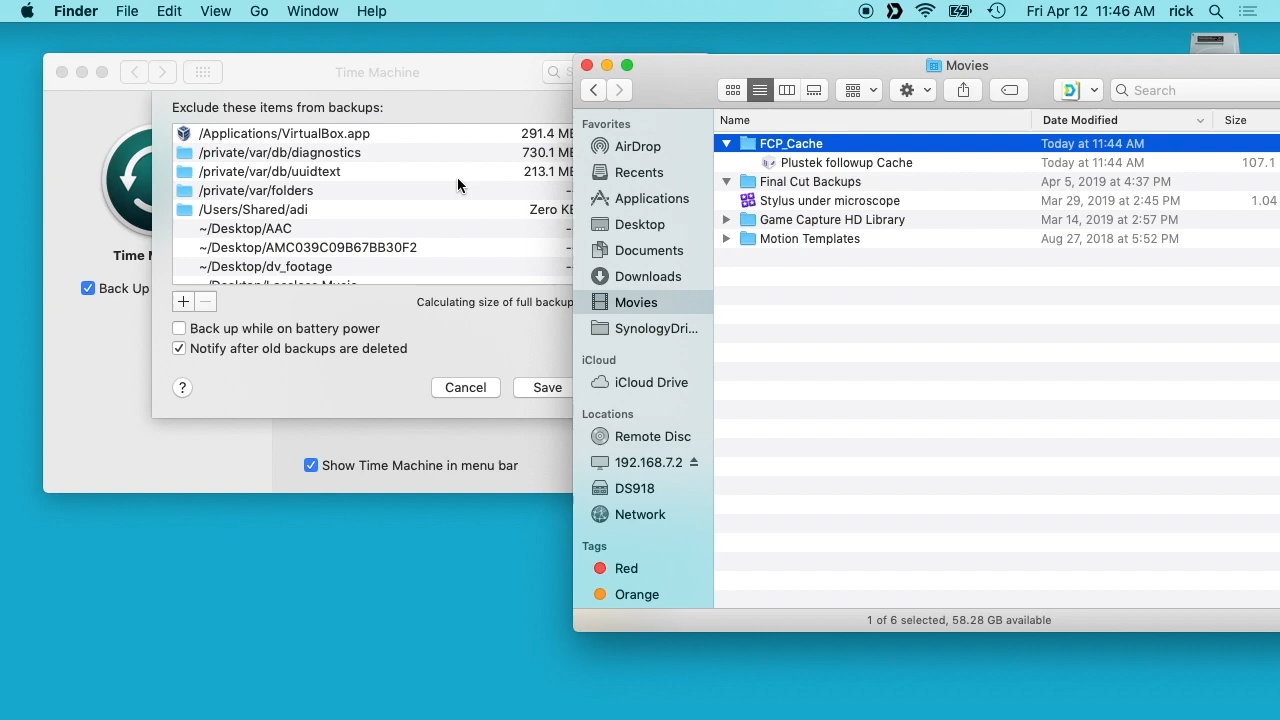 Finder File Edit View Go Window Help
Fri Apr 12 11:46 AM rick
Time Machine
Exclude these items from backups:
/Applications/VirtualBox.app 291.4
/private/var/db/diagnostics 730.1
/private/var/db/uuidtext 213.1
/private/var/folders --
/Users/Shared/adi Zero
~/Desktop/AAC
~/Desktop/AMC039C09B67BB30F2
~/Desktop/dv_footage
Time
Back Up
+ −
Calculating size of full backup
Back up while on battery power
Notify after old backups are deleted
?
Cancel
Save
Show Time Machine in menu bar
Movies
Search
Favorites
AirDrop
Recents
Applications
Desktop
Documents
Downloads
Movies
SynologyDri...
iCloud
iCloud Drive
Locations
Remote Disc
192.168.7.2
DS918
Network
Tags
Red
Orange
Name Date Modified Size
FCP_Cache Today at 11:44 AM
Plustek followup Cache Today at 11:44 AM 107.1
Final Cut Backups Apr 5, 2019 at 4:37 PM
Stylus under microscope Mar 29, 2019 at 2:45 PM 1.04
Game Capture HD Library Mar 14, 2019 at 2:57 PM
Motion Templates Aug 27, 2018 at 5:52 PM
1 of 6 selected, 58.28 GB available